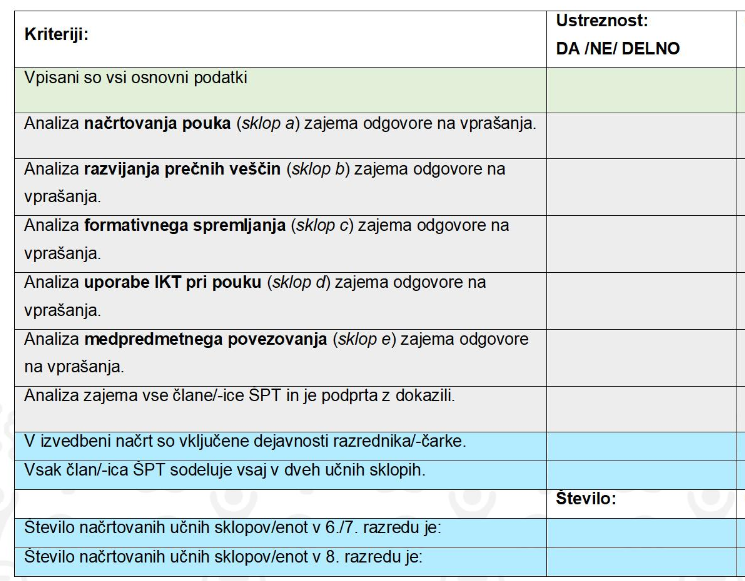 Kriteriji:
Ustreznost:
DA /NE/ DELNO
Vpisani so vsi osnovni podatki
Analiza načrtovanja pouka (sklop a) zajema odgovore na vprašanja.
Analiza razvijanja prečnih veščin (sklop b) zajema odgovore na
vprašanja.
Analiza formativnega spremljanja (sklop c) zajema odgovore na
vprašanja.
Analiza uporabe IKT pri pouku (sklop d) zajema odgovore na
vprašanja.
Analiza medpredmetnega povezovanja (sklop e) zajema odgovore
na vprašanja.
Analiza zajema vse člane/-ice ŠPT in je podprta z dokazili.
V izvedbeni načrt so vključene dejavnosti razrednika/-čarke.
Vsak član/-ica ŠPT sodeluje vsaj v dveh učnih sklopih.
Število:
Število načrtovanih učnih sklopov/enot v 6./7. razredu je:
Število načrtovanih učnih sklopov/enot v 8. razredu je: